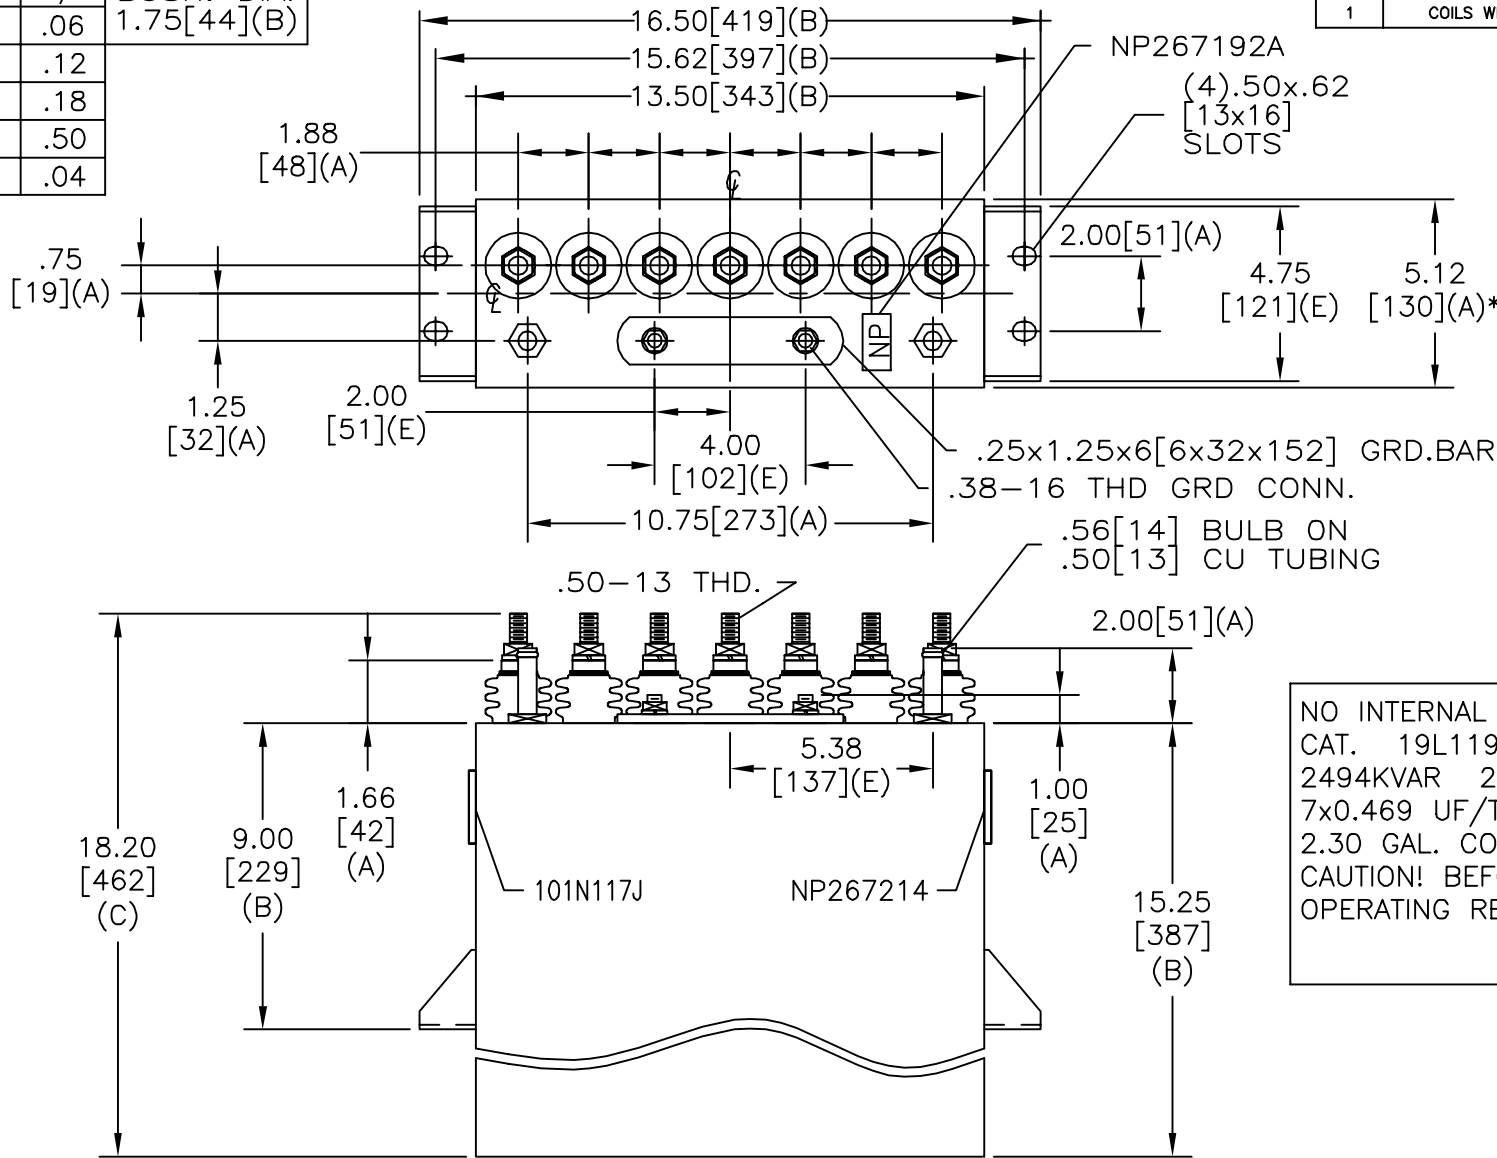 1.75[44](B)
.06
.12
.18
.50
.04
1
COILS
16.50[419](B)
15.62[397](B)
13.50[343](B)
NP267192A
(4).50x.62
[13x16]
SLOTS
1.88
[48](A)
.75
[19](A)
2.00[51](A)
4.75
[121](E)
5.12
[130](A)*
NP
1.25
[32](A)
2.00
[51](E)
4.00
[102](E)
10.75[273](A)
.25x1.25x6[6x32x152] GRD.BAR
.38-16 THD GRD CONN.
.56[14] BULB ON
.50[13] CU TUBING
.50-13 THD.
2.00[51](A)
5.38
[137](E)
1.66
[42]
(A)
1.00
[25]
(A)
18.20
[462]
(C)
9.00
[229]
(B)
101N117J
NP267214
15.25
[387]
(B)
NO INTERNAL
CAT. 19L119
2494KVAR 2
7x0.469 UF/T
2.30 GAL. CO
CAUTION! BEF
OPERATING RE